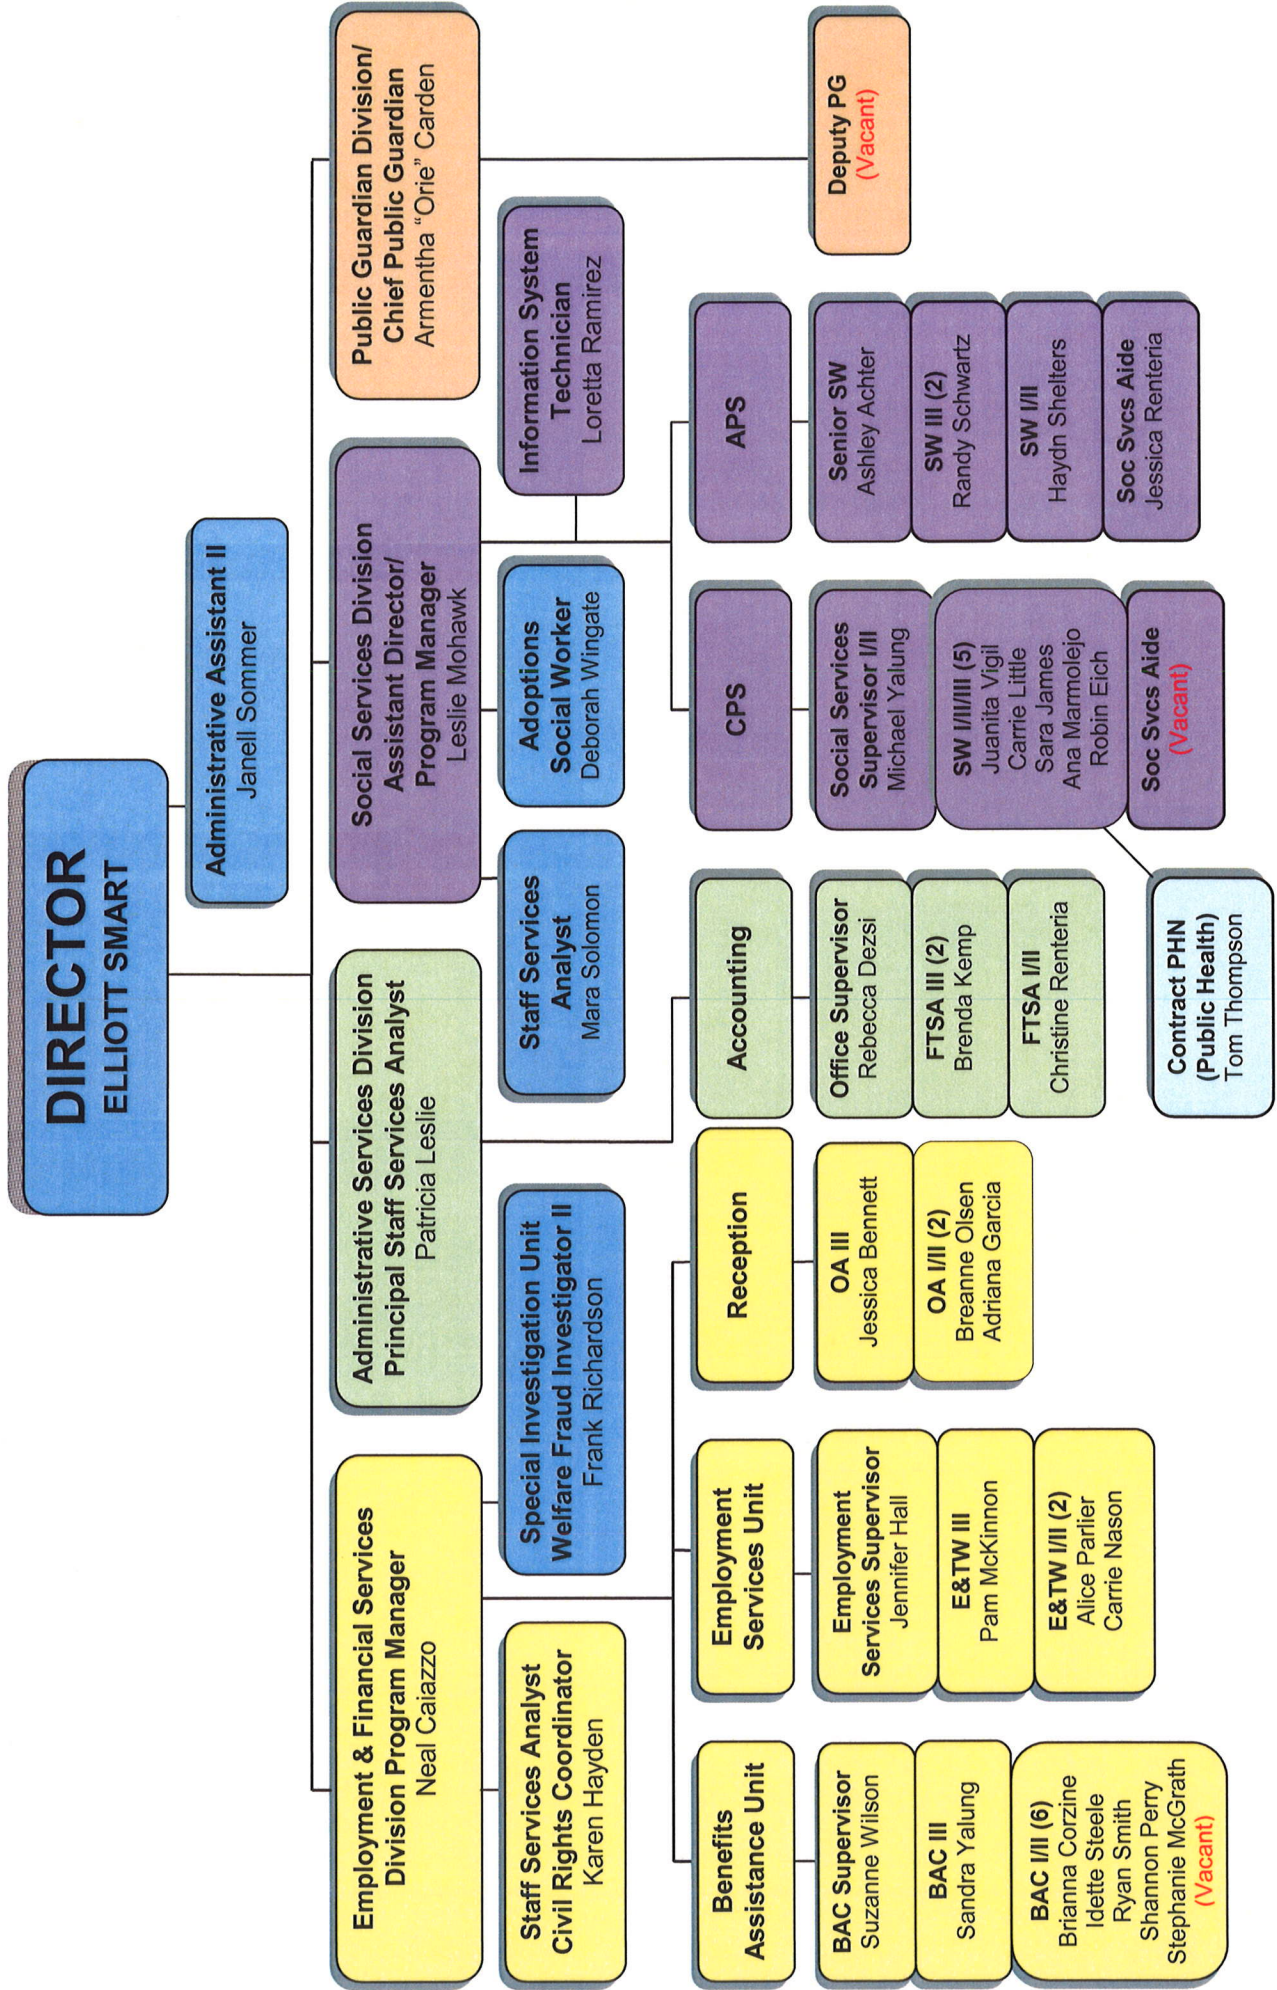 DIRECTOR
ELLIOTT SMART
Administrative Assistant II
Janell Sommer
Employment & Financial Services
Division Program Manager
Neal Caiazzo
Administrative Services Division
Principal Staff Services Analyst
Patricia Leslie
Social Services Division
Assistant Director/
Program Manager
Leslie Mohawk
Public Guardian Division/
Chief Public Guardian
Armentha “Orie” Carden
Staff Services Analyst
Civil Rights Coordinator
Karen Hayden
Special Investigation Unit
Welfare Fraud Investigator II
Frank Richardson
Staff Services
Analyst
Mara Solomon
Adoptions
Social Worker
Deborah Wingate
Information System
Technician
Loretta Ramirez
Benefits
Assistance Unit
BAC Supervisor
Suzanne Wilson
BAC III
Sandra Yalung
BAC I/II (6)
Brianna Corzine
Idette Steele
Ryan Smith
Shannon Perry
Stephanie McGrath
(Vacant)
Employment
Services Unit
Employment
Services Supervisor
Jennifer Hall
E&TW III
Pam McKinnon
E&TW I/II (2)
Alice Parlier
Carrie Nason
Reception
OA III
Jessica Bennett
OA I/II (2)
Breanne Olsen
Adriana Garcia
Accounting
Office Supervisor
Rebecca Dezsi
FTSA III (2)
Brenda Kemp
FTSA I/II
Christine Renteria
CPS
Social Services
Supervisor I/II
Michael Yalung
SW I/II/III (5)
Juanita Vigil
Carrie Little
Sara James
Ana Marmolejo
Robin Eich
Soc Svcs Aide
(Vacant)
Contract PHN
(Public Health)
Tom Thompson
APS
Senior SW
Ashley Achter
SW III (2)
Randy Schwartz
SW I/II
Haydn Shelters
Soc Svcs Aide
Jessica Renteria
Deputy PG
(Vacant)